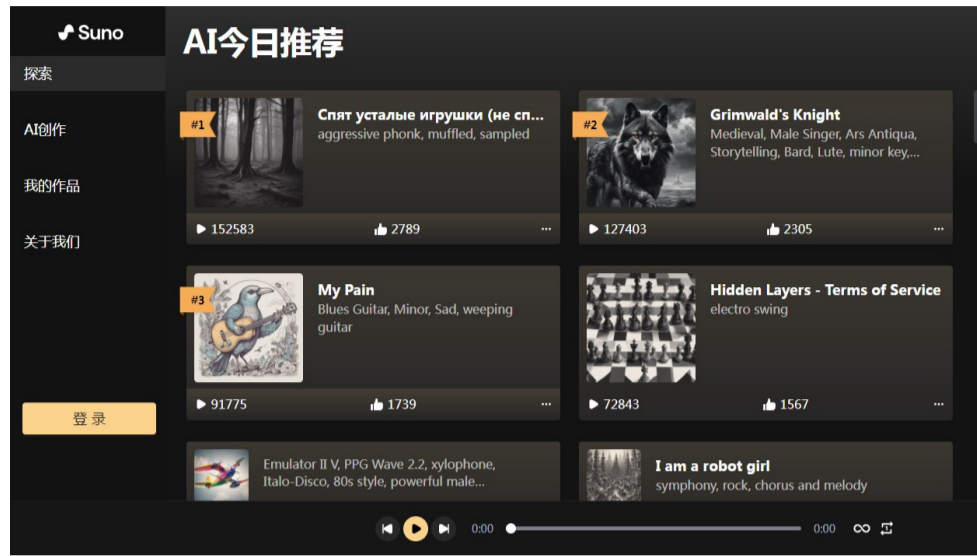 Suno
探索
AI创作
我的作品
关于我们
登录
AI今日推荐
#1
Спят усталые игрушки (не сп...
aggressive phonk, muffled, sampled
152583
2789
...
#2
Grimwald's Knight
Medieval, Male Singer, Ars Antiqua,
Storytelling, Bard, Lute, minor key,...
127403
2305
...
#3
My Pain
Blues Guitar, Minor, Sad, weeping
guitar
91775
1739
...
Hidden Layers - Terms of Service
electro swing
72843
1567
...
Emulator II V, PPG Wave 2.2, xylophone,
Italo-Disco, 80s style, powerful male...
I am a robot girl
symphony, rock, chorus and melody
0:00
0:00